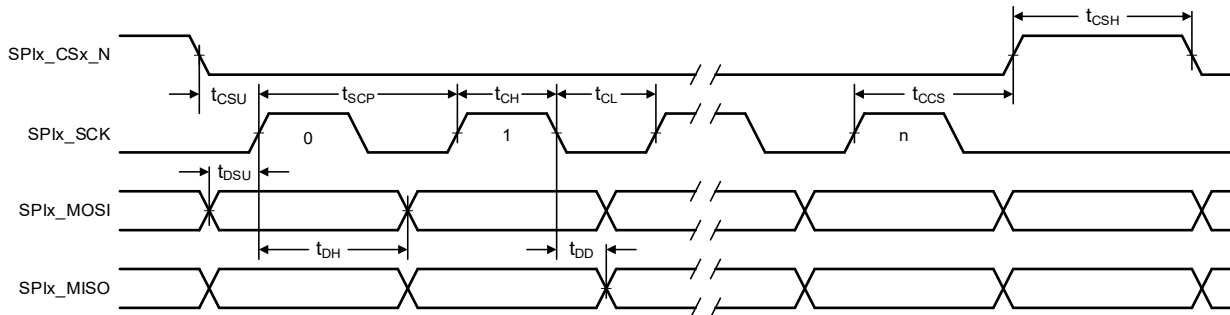 SPIx_CSx_N
tCSH
tCSU
tSCP
tCH
tCL
tCCS
SPIx_SCK
0
1
n
tDSU
SPIx_MOSI
tDH
tDD
SPIx_MISO